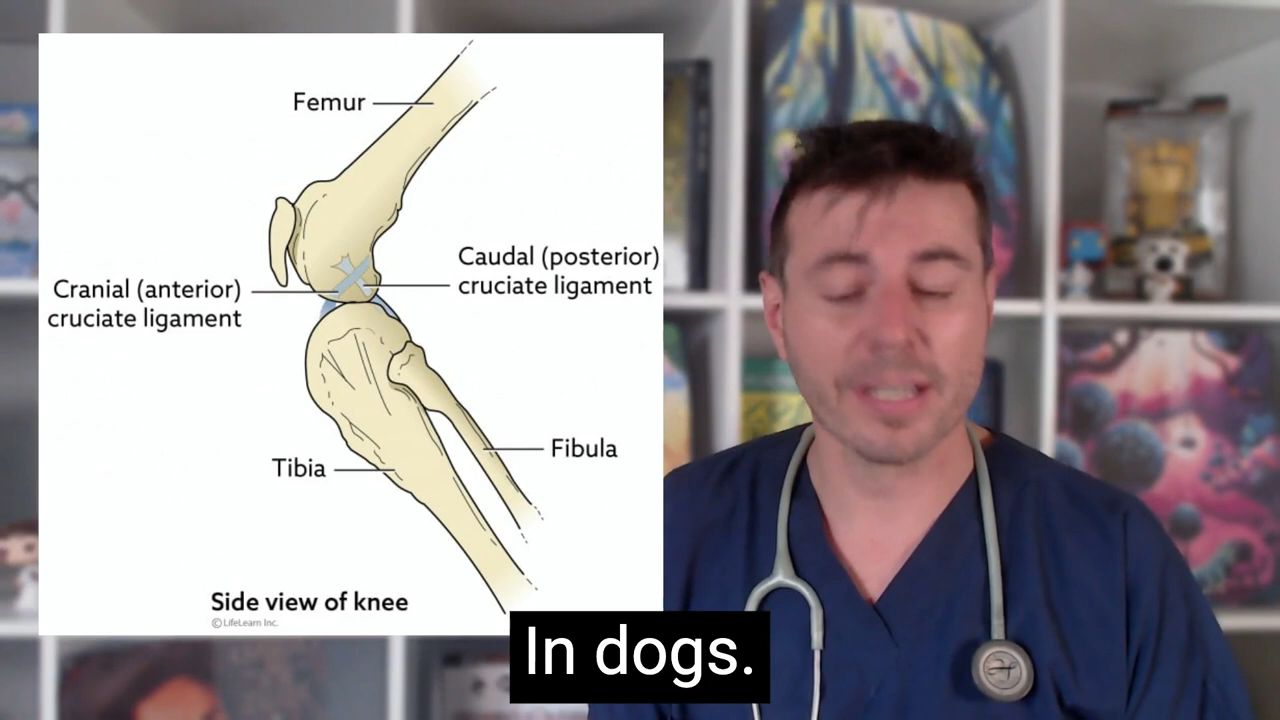 Femur
Caudal (posterior)
cruciate ligament
Cranial (anterior)
cruciate ligament
Fibula
Tibia
Side view of knee
© LifeLearn Inc.
In dogs.